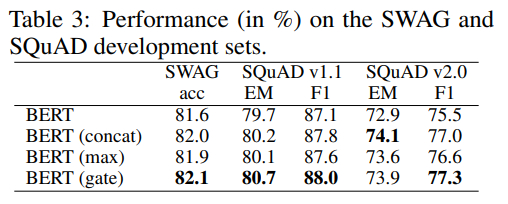 Table 3: Performance (in %) on the SWAG and
SQuAD development sets.
SWAG SQuAD v1.1 SQuAD v2.0
acc EM F1 EM F1
BERT 81.6 79.7 87.1 72.9 75.5
BERT (concat) 82.0 80.2 87.8 74.1 77.0
BERT (max) 81.9 80.1 87.6 73.6 76.6
BERT (gate) 82.1 80.7 88.0 73.9 77.3